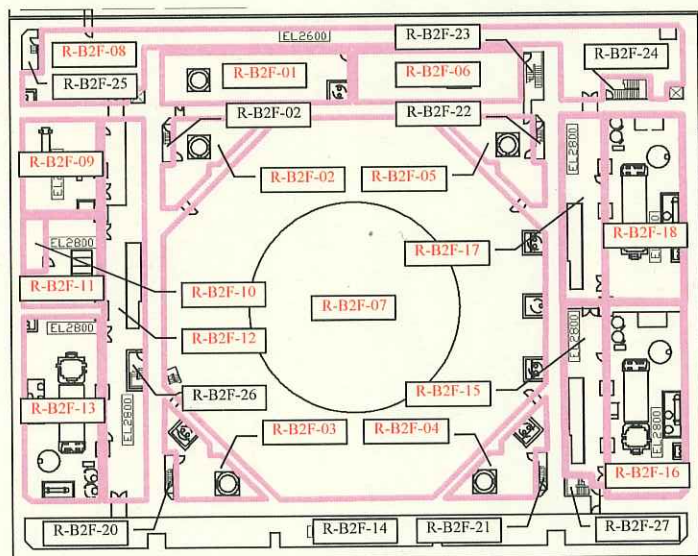 EL2600
R-B2F-23
R-B2F-08
R-B2F-24
R-B2F-01
R-B2F-06
R-B2F-25
R-B2F-02
R-B2F-22
R-B2F-09
R-B2F-02
R-B2F-05
R-B2F-18
EL2800
R-B2F-17
R-B2F-11
R-B2F-10
R-B2F-07
EL2800
EL2800
R-B2F-12
R-B2F-26
R-B2F-15
R-B2F-13
EL2800
R-B2F-03
R-B2F-04
EL2800
R-B2F-16
R-B2F-20
R-B2F-14
R-B2F-21
R-B2F-27